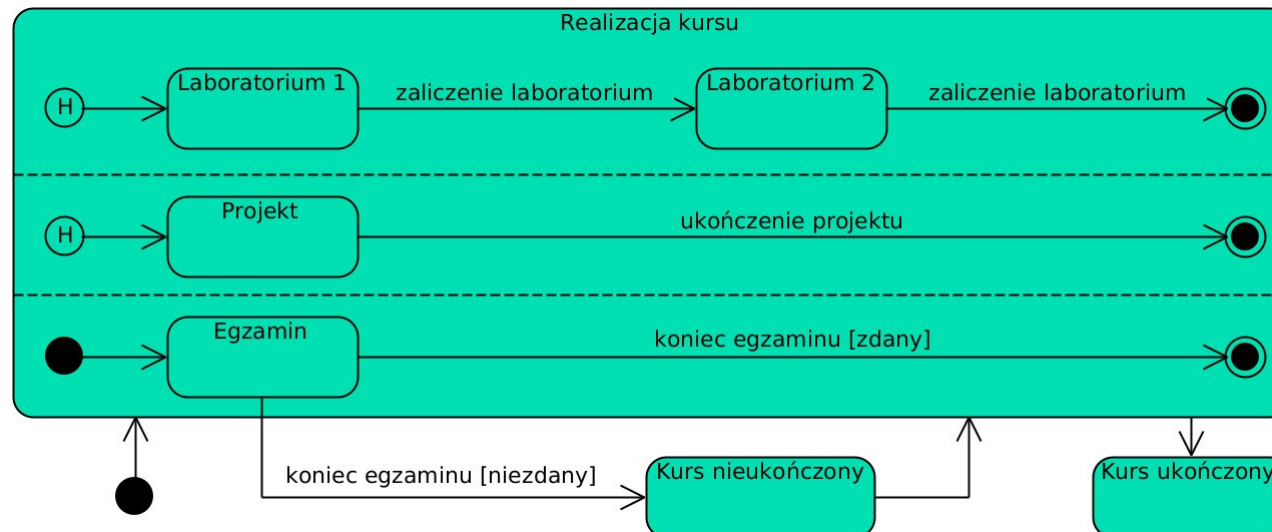 Realizacja kursu
Laboratorium 1
zaliczenie laboratorium
Laboratorium 2
zaliczenie laboratorium
H
Projekt
ukończenie projektu
H
Egzamin
koniec egzaminu [zdany]
koniec egzaminu [niezdany]
Kurs nieukończony
Kurs ukończony